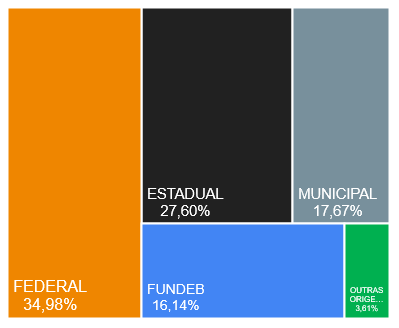 ESTADUAL
27,60%
MUNICIPAL
17,67%
FEDERAL
34,98%
FUNDEB
16,14%
OUTRAS
ORIGE...
3,61%